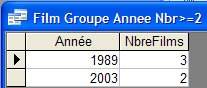 Film Groupe Annee Nbr>=2
Année NbreFilms
1989 3
2003 2